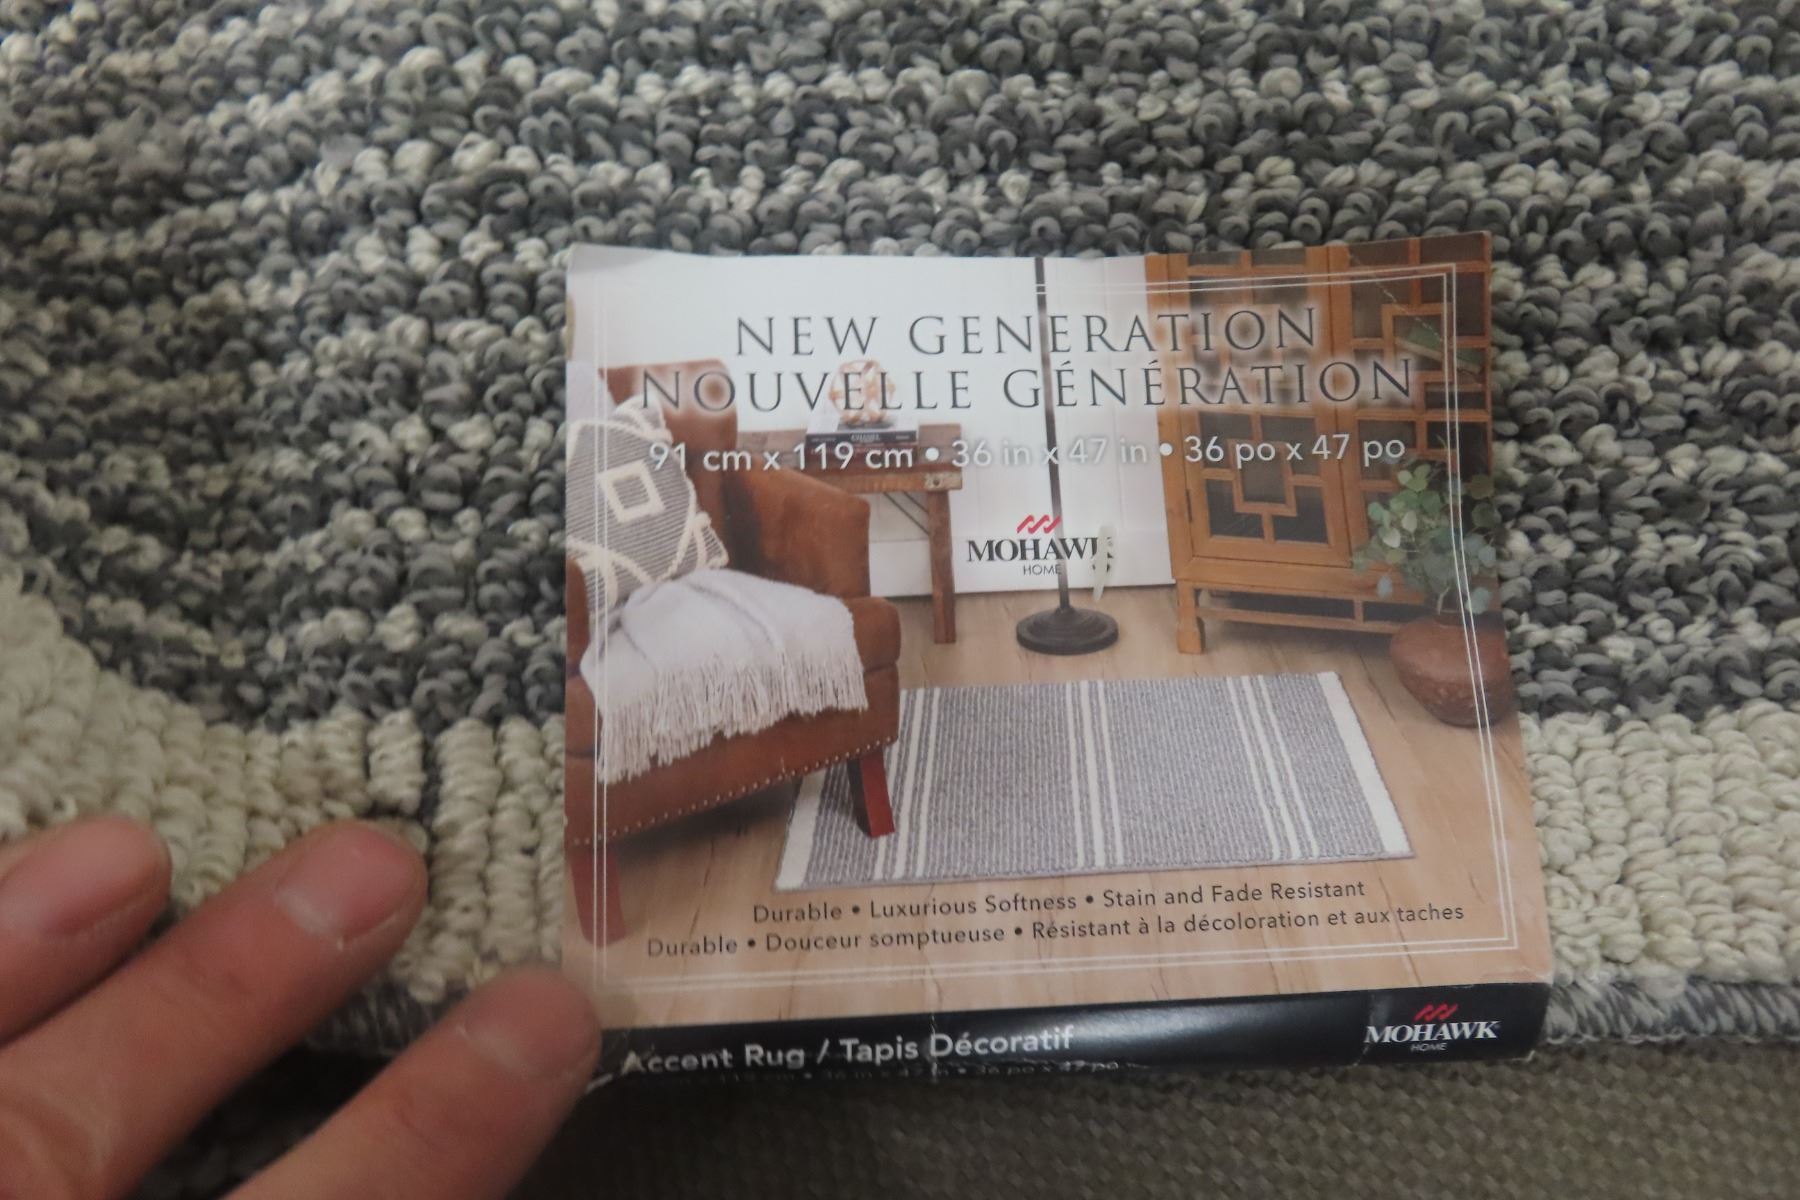 NEW GENERATION
NOUVELLE GÉNÉRATION
91 cm x 119 cm • 36 in x 47 in • 36 po x 47 po
MOHAWK
HOME
Durable • Luxurious Softness • Stain and Fade Resistant
Durable • Douceur somptueuse • Résistant à la décoloration et aux taches
Accent Rug / Tapis Décoratif
MOHAWK
HOME